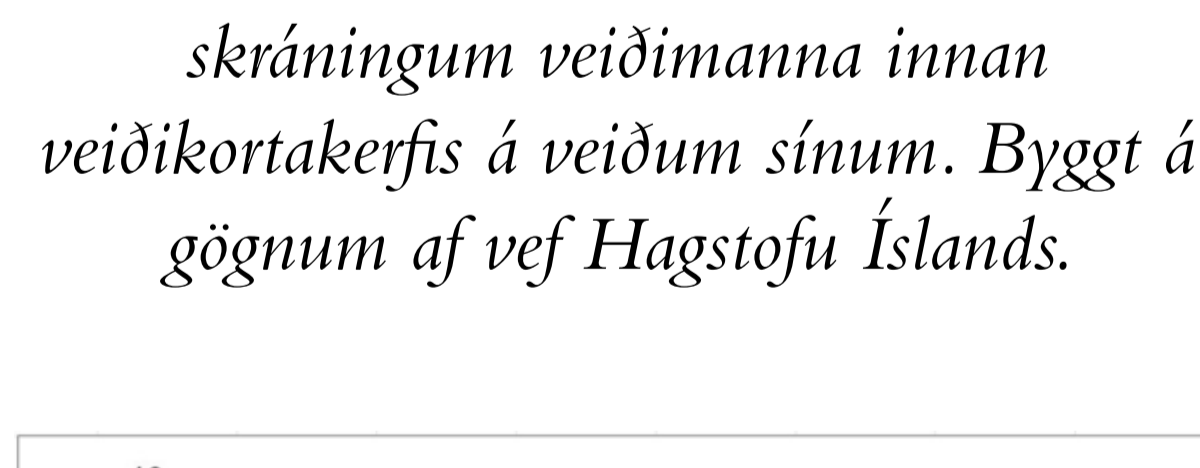 skráningum veiðimanna innan
veiðikortakerfis á veiðum sínum. Byggt á
gögnum af vef Hagstofu Íslands.